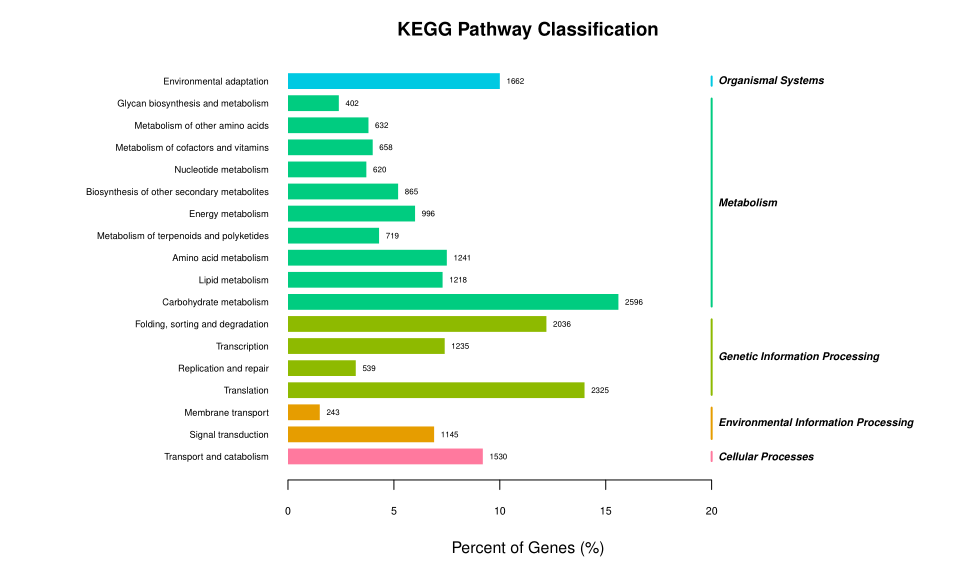 KEGG Pathway Classification
Environmental adaptation 1662 Organismal Systems
Glycan biosynthesis and metabolism 402
Metabolism of other amino acids 632
Metabolism of cofactors and vitamins 658
Nucleotide metabolism 620
Biosynthesis of other secondary metabolites 865
Metabolism
Energy metabolism 996
Metabolism of terpenoids and polyketides 719
Amino acid metabolism 1241
Lipid metabolism 1218
Carbohydrate metabolism 2596
Folding, sorting and degradation 2036
Transcription 1235
Genetic Information Processing
Replication and repair 539
Translation 2325
Membrane transport 243
Environmental Information Processing
Signal transduction 1145
Transport and catabolism 1530 Cellular Processes
0 5 10 15 20
Percent of Genes (%)